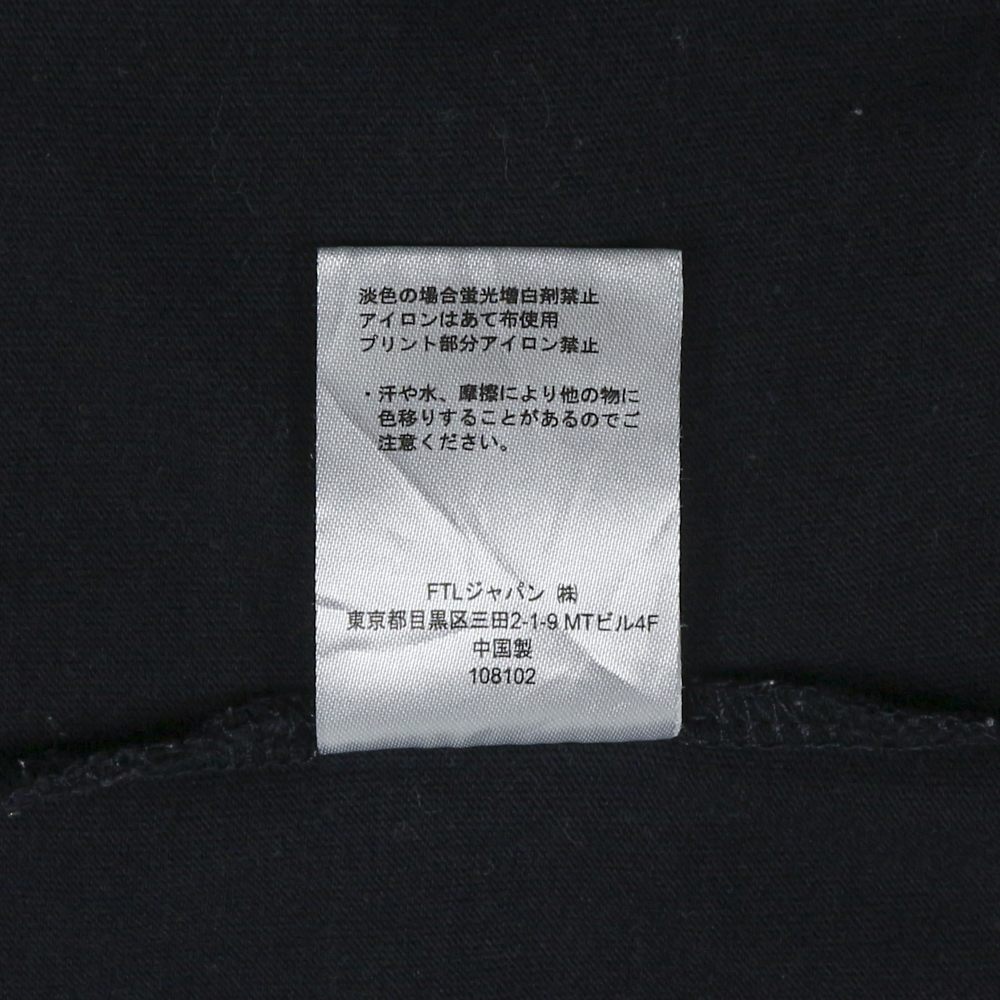 淡色の場合蛍光増白剤禁止
アイロンはあて布使用
プリント部分アイロン禁止
・汗や水、摩擦により他の物に
色移りすることがあるのでご
注意ください。
FTLジャパン ㈱
東京都目黒区三田2-1-9 MTビル4F
中国製
108102